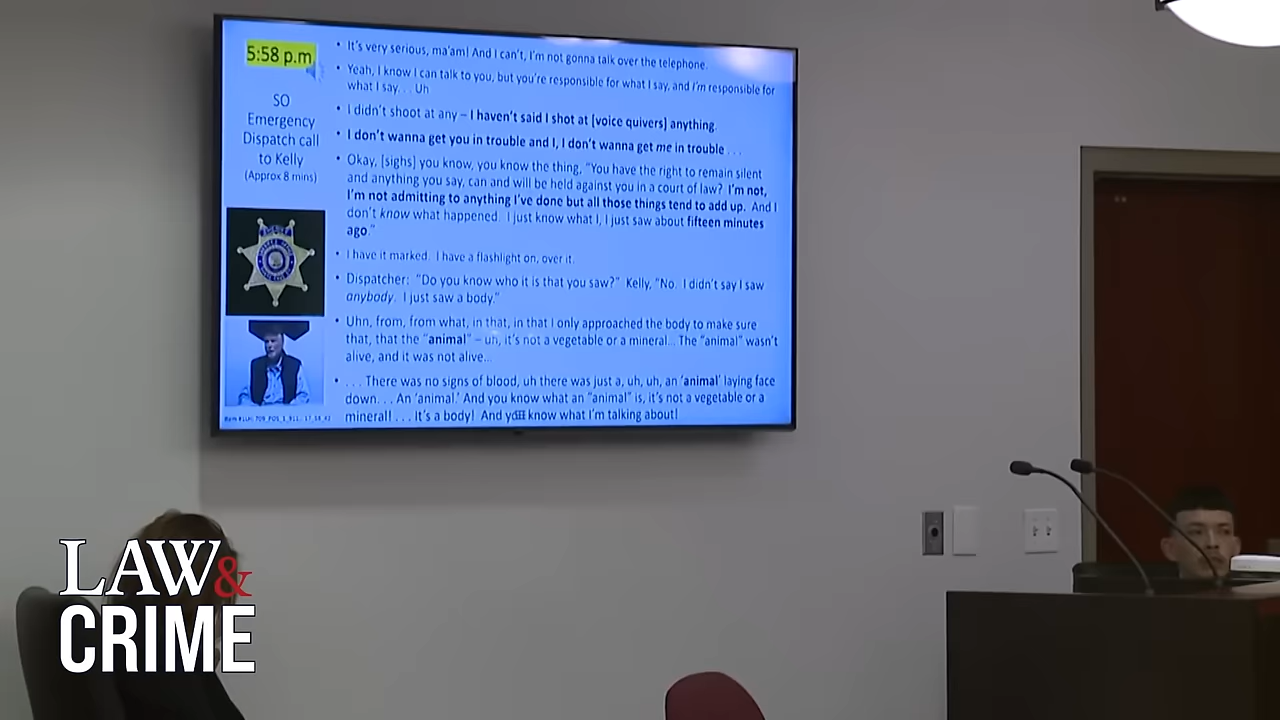 5:58 p.m
SO
Emergency
Dispatch call
to Kelly
(Approx 8 mins)
• It's very serious, ma'am! And I can't, I'm not gonna talk over the telephone.
• Yeah, I know I can talk to you, but you're responsible for what I say, and I'm responsible for
what I say. . . Uh
• I didn't shoot at any – I haven't said I shot at [voice quivers] anything.
• I don't wanna get you in trouble and I, I don't wanna get me in trouble . . .
• Okay, [sighs] you know, you know the thing, "You have the right to remain silent
and anything you say, can and will be held against you in a court of law? I'm not,
I'm not admitting to anything I've done but all those things tend to add up. And I
don't know what happened. I just know what I, I just saw about fifteen minutes
ago."
• I have it marked. I have a flashlight on, over it.
• Dispatcher: "Do you know who it is that you saw?" Kelly, "No. I didn't say I saw
anybody. I just saw a body."
• Uhn, from, from what, in that, in that I only approached the body to make sure
that, that the "animal" – uh, it's not a vegetable or a mineral... The "animal" wasn't
alive, and it was not alive...
• . . . There was no signs of blood, uh there was just a, uh, uh, an 'animal' laying face
down. . . An 'animal.' And you know what an "animal" is, it's not a vegetable or a
mineral! . . . It's a body! And you know what I'm talking about!
LAW&
CRIME